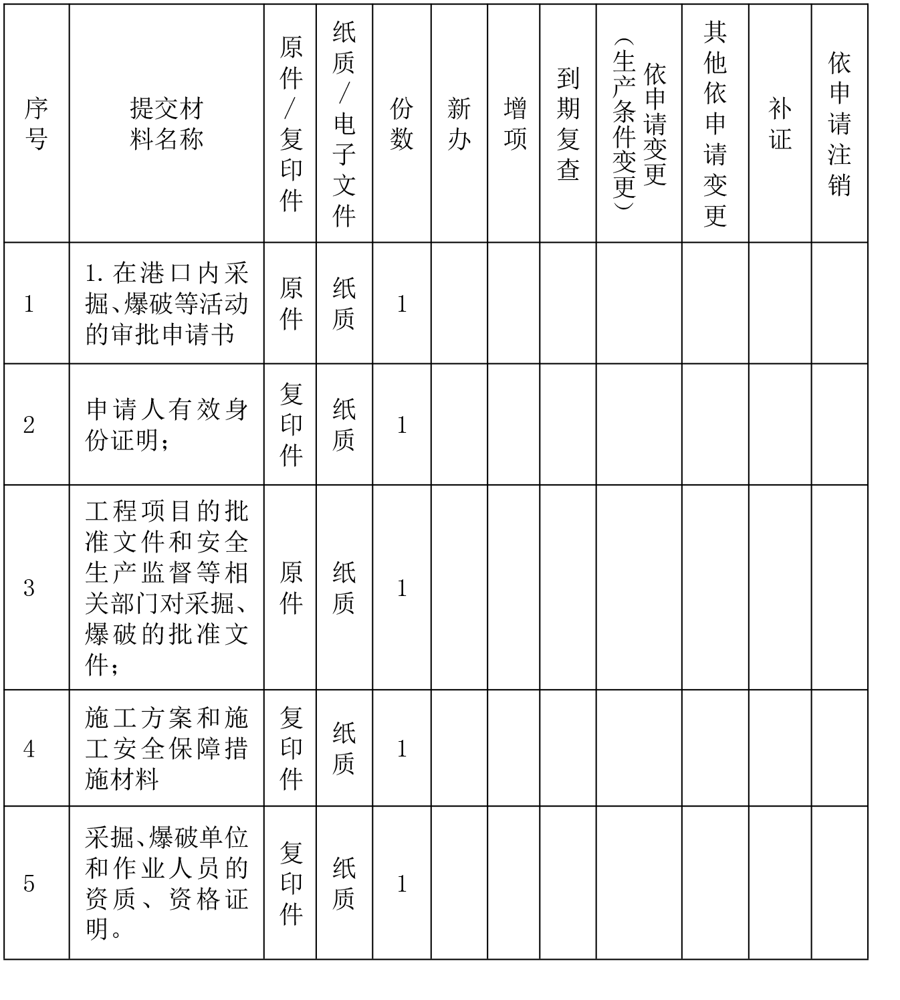 序号
提交材
料名称
原件/复印件
纸质/电子文件
份数
新办
增项
到期复查
依申请变更
（生产条件变更）
其他依申请变更
补证
依申请注销
1
1.在港口内采
掘、爆破等活动
的审批申请书
原件
纸质
1
2
申请人有效身
份证明；
复印件
纸质
1
3
工程项目的批
准文件和安全
生产监督等相
关部门对采掘、
爆破的批准文
件；
原件
纸质
1
4
施工方案和施
工安全保障措
施材料
复印件
纸质
1
5
采掘、爆破单位
和作业人员的
资质、资格证
明。
复印件
纸质
1